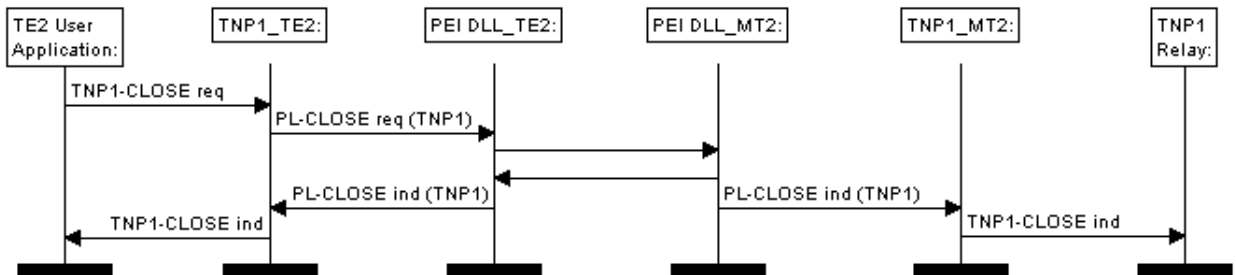 TE2 User
Application:
TNP1_TE2:
PEI DLL_TE2:
PEI DLL_MT2:
TNP1_MT2:
TNP1
Relay:
TNP1-CLOSE req
PL-CLOSE req (TNP1)
PL-CLOSE ind (TNP1)
PL-CLOSE ind (TNP1)
TNP1-CLOSE ind
TNP1-CLOSE ind